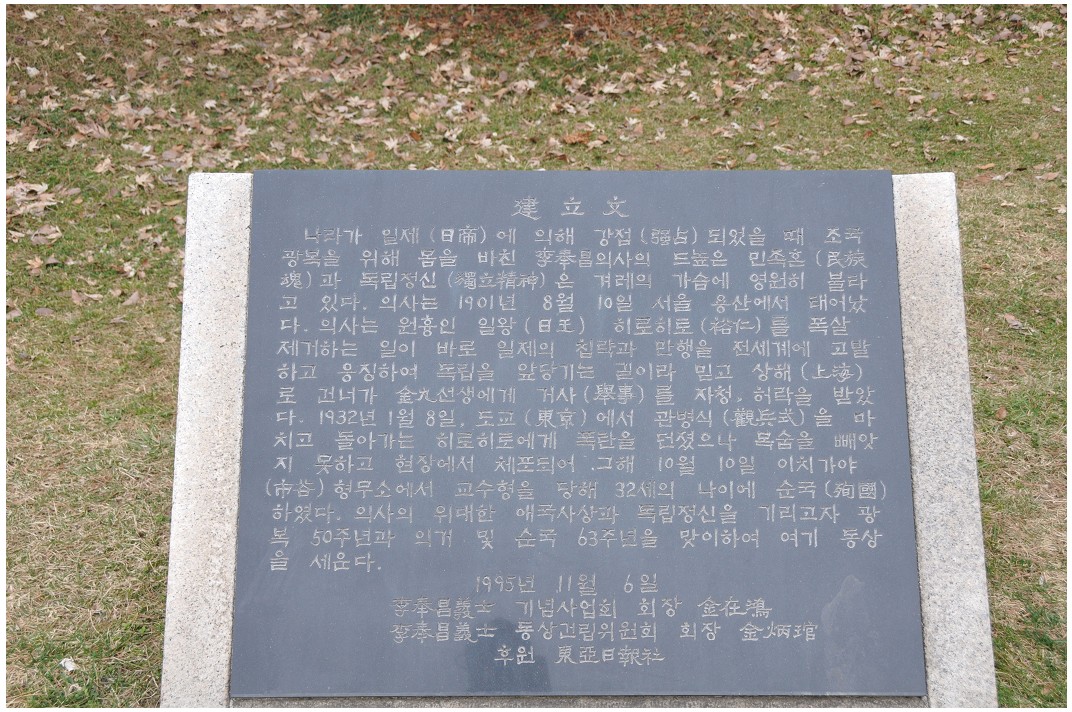 建立文
나라가 일제(日帝)에 의해 강점(强占)되었을 때 조국
광복을 위해 몸을 바친 李奉昌의사의 드높은 민족혼(民族
魂)과 독립정신(獨立精神)은 겨레의 가슴에 영원히 불타
고 있다. 의사는 1901년 8월 10일 서울 용산에서 태어났
다. 의사는 원흉인 일왕(日王) 히로히토(裕仁)를 폭살
제거하는 일이 바로 일제의 침략과 만행을 전세계에 고발
하고 응징하여 독립을 앞당기는 길이라 믿고 상해(上海)
로 건너가 金九선생에게 거사(擧事)를 자청, 허락을 받았
다. 1932년 1월 8일, 도쿄(東京)에서 관병식(觀兵式)을 마
치고 돌아가는 히로히토에게 폭탄을 던졌으나 목숨을 빼앗
지 못하고 현장에서 체포되어 그해 10월 10일 이치가야
(市谷)형무소에서 교수형을 당해 32세의 나이에 순국(殉國)
하였다. 의사의 위대한 애국사상과 독립정신을 기리고자 광
복 50주년과 의거 및 순국 63주년을 맞이하여 여기 동상
을 세운다.
1995년 11월 6일
李奉昌義士 기념사업회 회장 金在鴻
李奉昌義士 동상건립위원회 회장 金炳琯
후원 東亞日報社